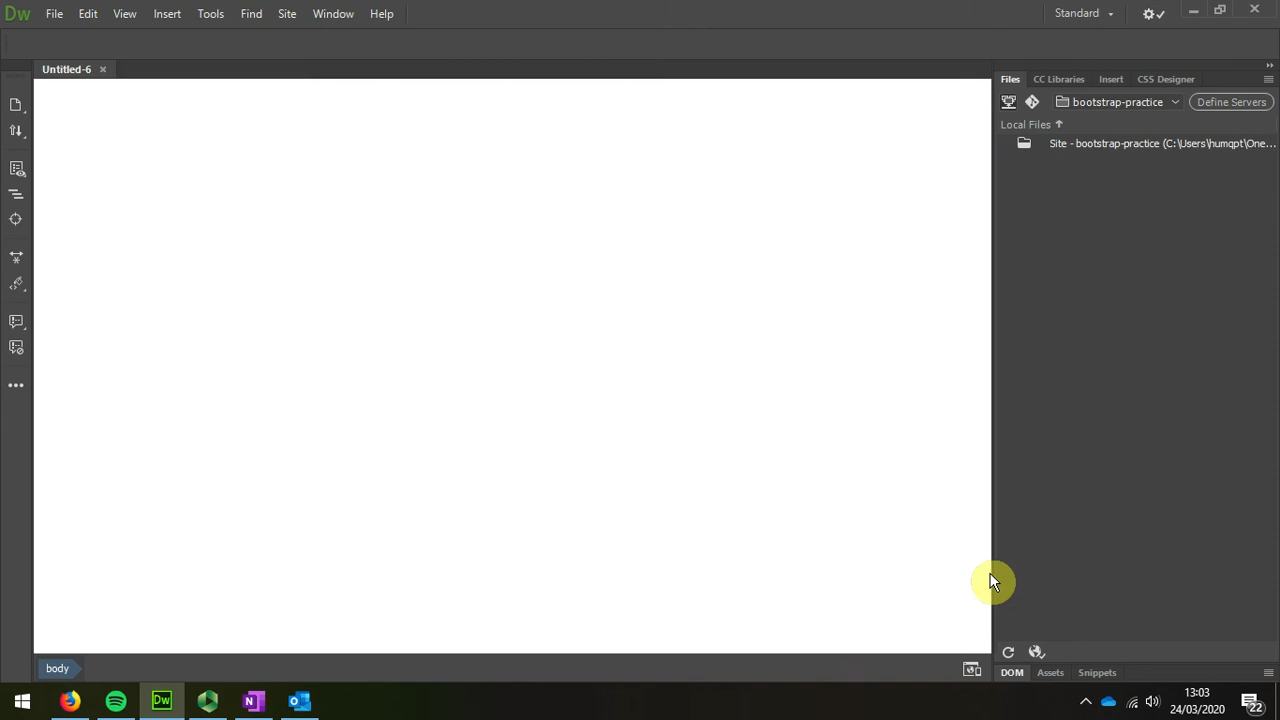 Dw File Edit View Insert Tools Find Site Window Help Standard
Untitled-6
Files CC Libraries Insert CSS Designer
bootstrap-practice Define Servers
Local Files
Site - bootstrap-practice (C:\Users\humqpt\One...
body
DOM Assets Snippets
Dw
N
13:03
24/03/2020
22